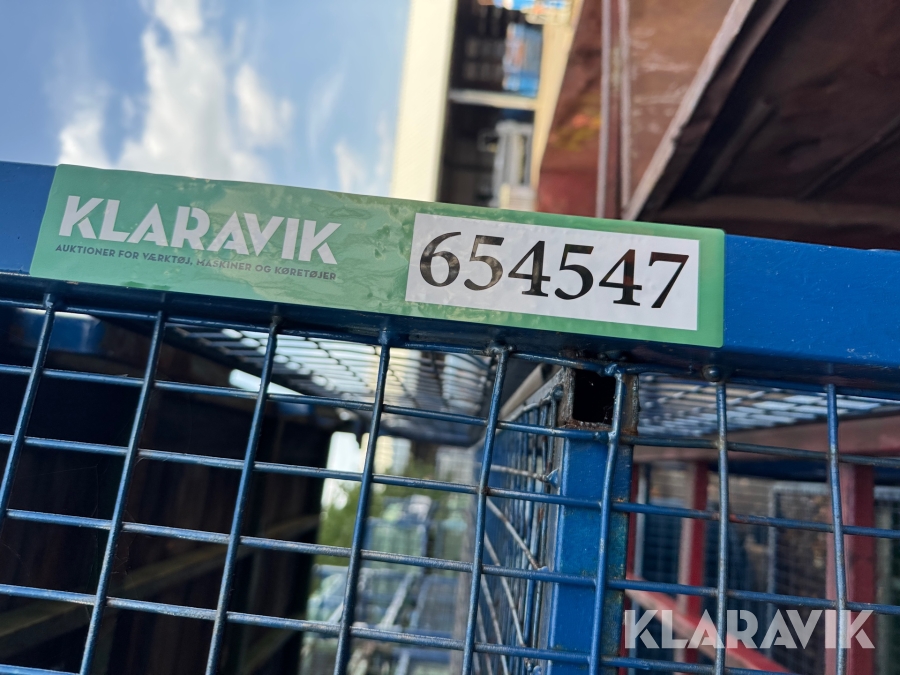 KLARAVIK
AUKTIONER FOR VÆRKTØJ, MASKINER OG KØRETØJER
654547
KLARAVIK